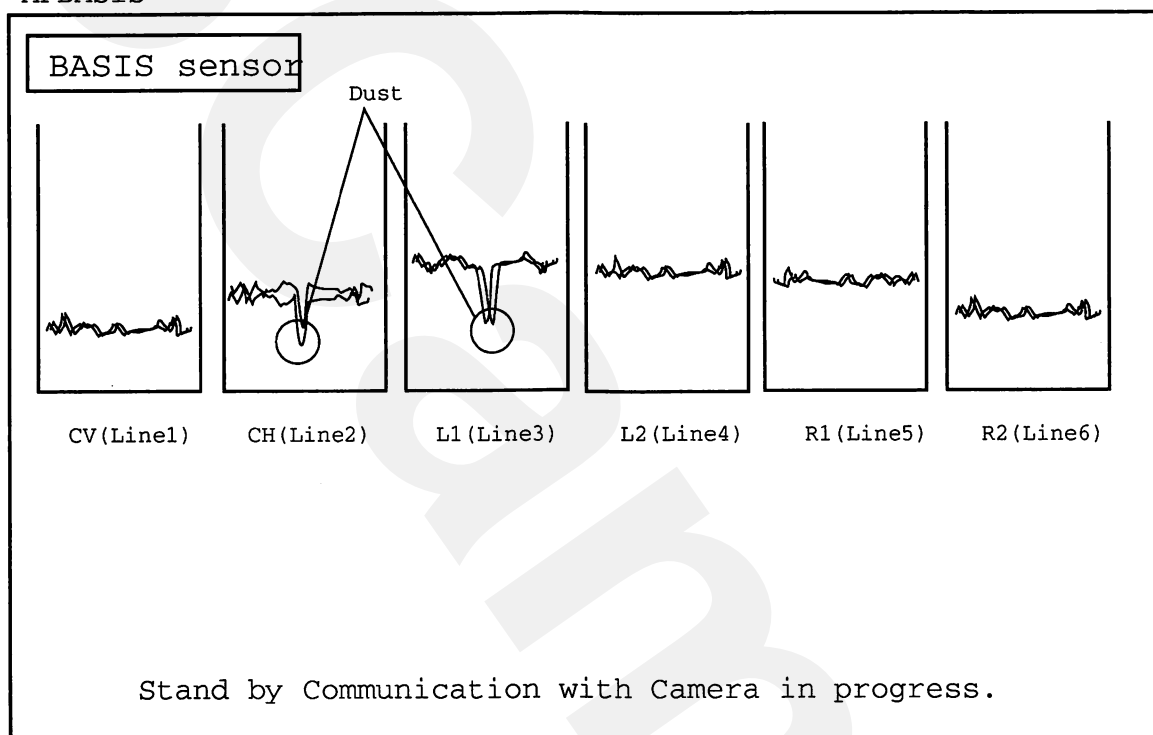 BASIS sensor
Dust
CV(Line1) CH(Line2) L1(Line3) L2(Line4) R1(Line5) R2(Line6)
Stand by Communication with Camera in progress.